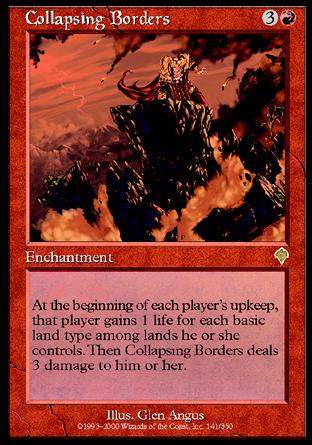 Collapsing Borders 3
Enchantment
At the beginning of each player's upkeep,
that player gains 1 life for each basic
land type among lands he or she
controls. Then Collapsing Borders deals
3 damage to him or her.
Illus. Glen Angus
©1993-2000 Wizards of the Coast, Inc. 141/350